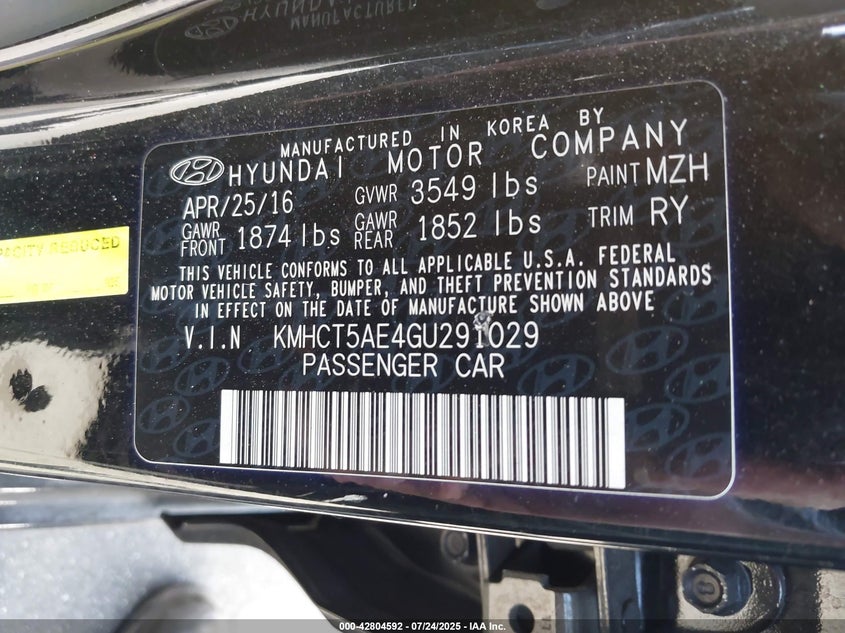 MANUFACTURED IN KOREA BY
HYUNDAI MOTOR COMPANY
APR/25/16 GVWR 3549 lbs PAINT MZH
GAWR FRONT 1874 lbs GAWR REAR 1852 lbs TRIM RY
THIS VEHICLE CONFORMS TO ALL APPLICABLE U.S.A. FEDERAL
MOTOR VEHICLE SAFETY, BUMPER, AND THEFT PREVENTION STANDARDS
IN EFFECT ON THE DATE OF MANUFACTURE SHOWN ABOVE
V.I.N KMHCT5AE4GU291029
PASSENGER CAR
REDUCED
000-42804592 - 07/24/2025 - IAA Inc.